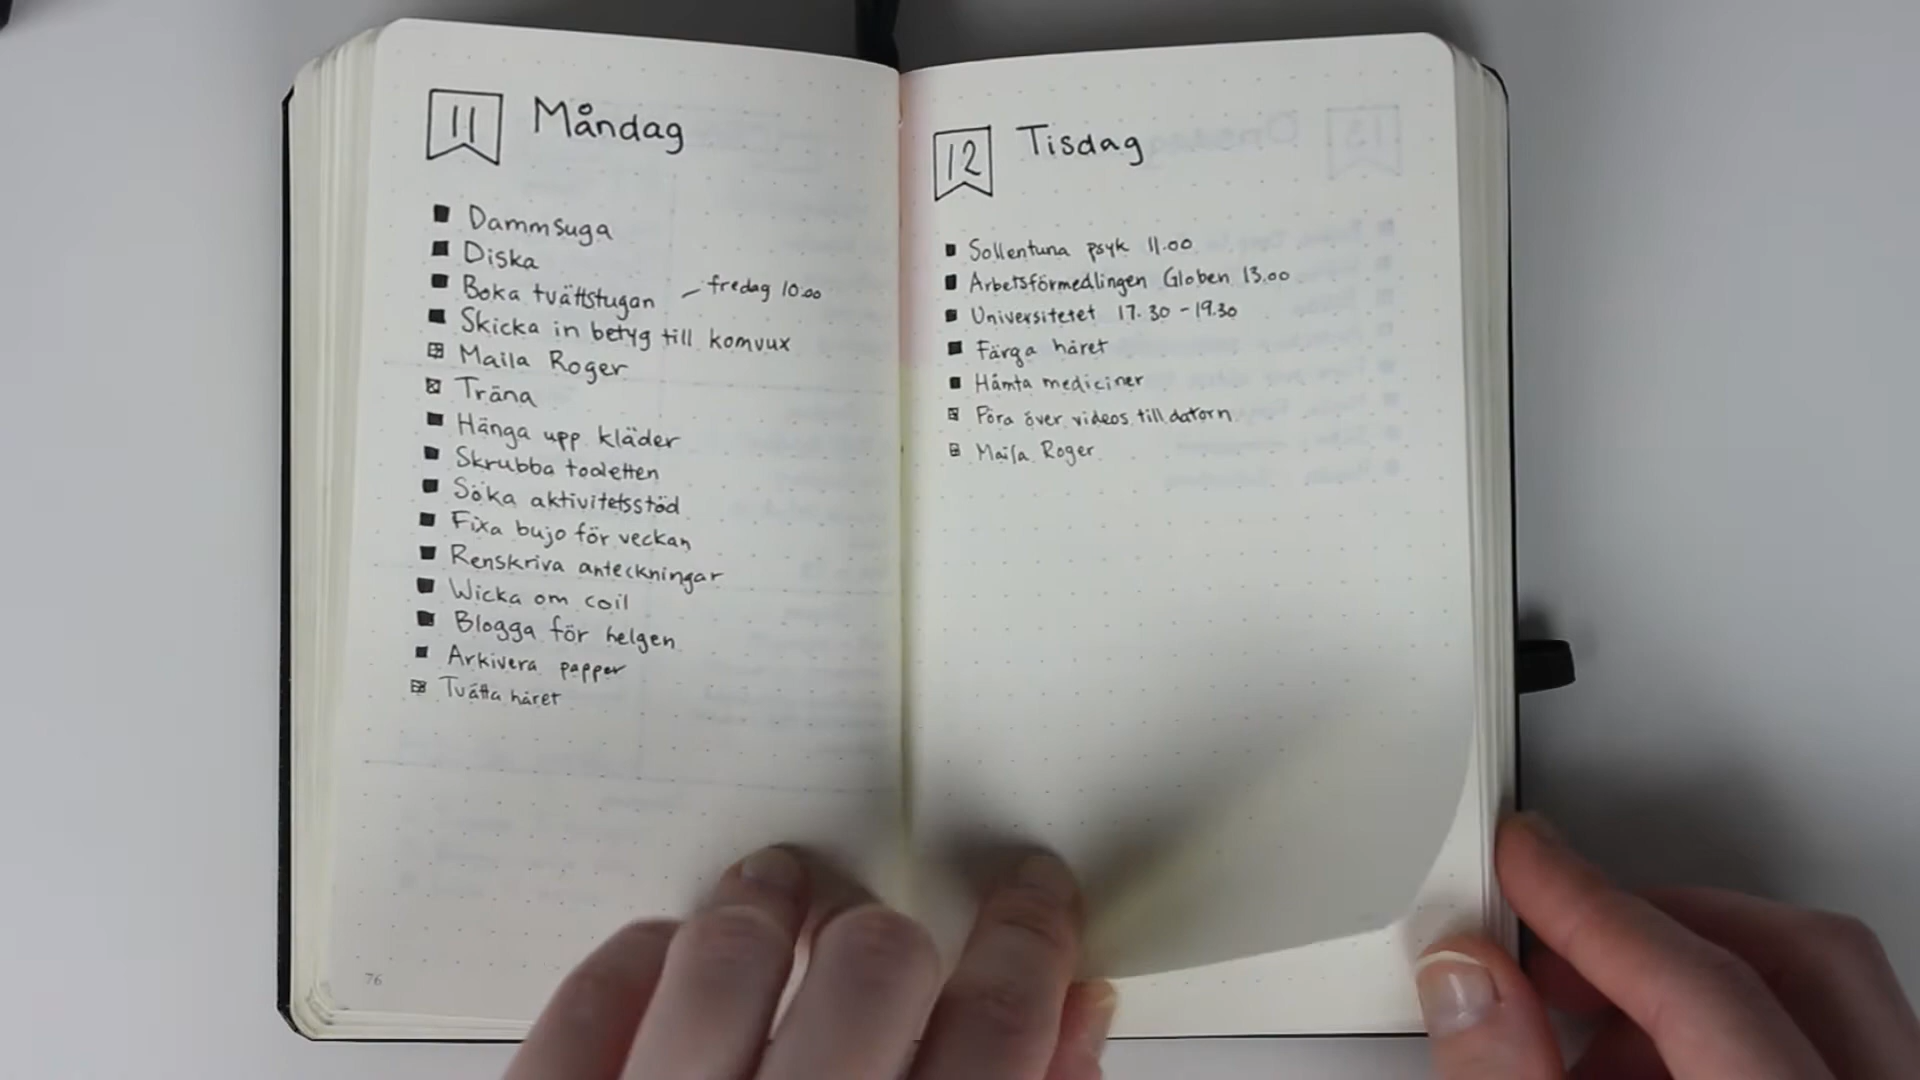 11 Måndag
Dammsuga
Diska
Boka tvättstugan – fredag 10.00
Skicka in betyg till komvux
Maila Roger
Träna
Hänga upp kläder
Skrubba toaletten
Söka aktivitetsstöd
Fixa bujo för veckan
Renskriva anteckningar
Wicka om coil
Blogga för helgen
Arkivera papper
Tvätta håret
76
12 Tisdag
Sollentuna psyk 11.00
Arbetsförmedlingen Globen 13.00
Universitetet 17.30 - 19.30
Färga håret
Hämta mediciner
Föra över videos till datorn
Maila Roger